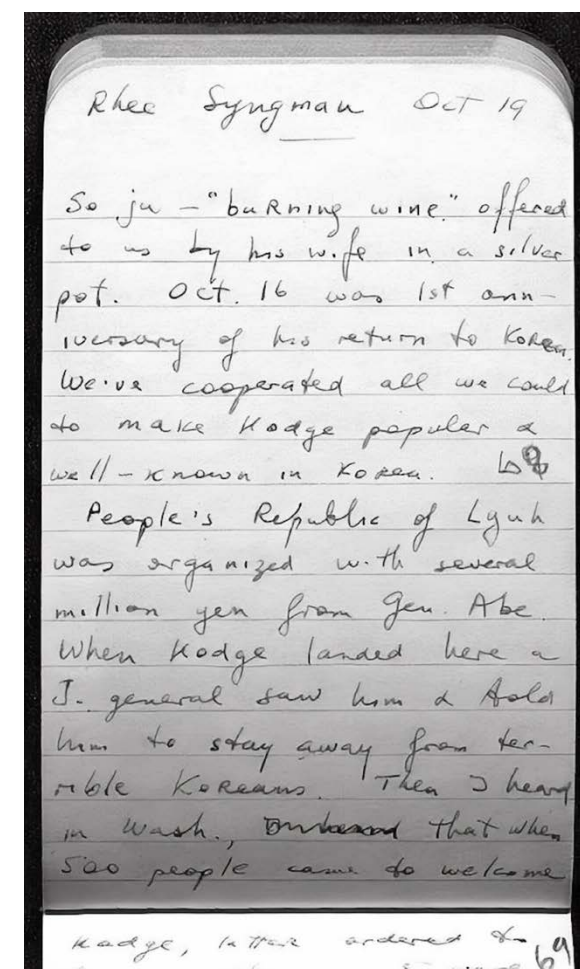 Rhee Syngman Oct 19
So ju – "burning wine" offered
to us by his wife in a silver
pot. Oct. 16 was 1st ann-
iversary of his return to Korea.
We've cooperated all we could
to make Hodge popular &
well-known in Korea. 68
People's Republic of Lyuh
was organized with several
million yen from Gen. Abe.
When Hodge landed here a
J. general saw him & told
him to stay away from ter-
rible Koreans. Then I heard
in Wash., that when
500 people came to welcome
Hodge, latter ordered to
69